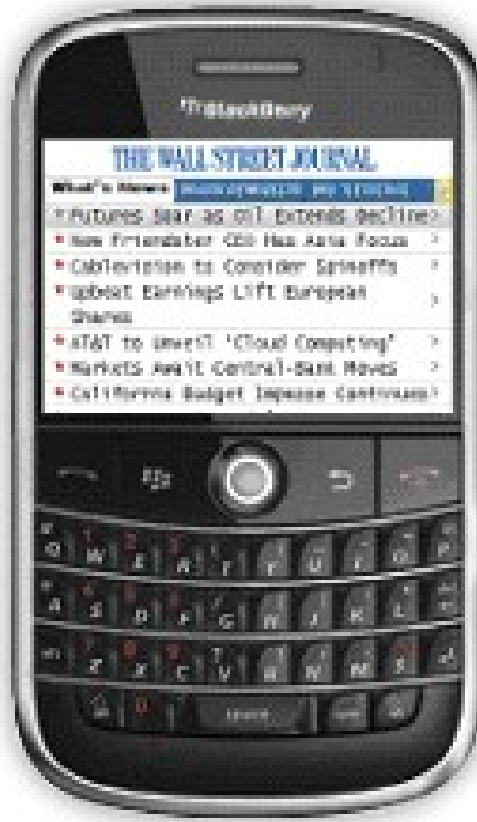 BlackBerry
THE WALL STREET JOURNAL
What's News
Futures Soar as Oil Extends Decline
New Friendster CEO Has Asia Focus
Cablevision to Consider Spinoffs
Upbeat Earnings Lift European
Shares
AT&T to Unveil 'Cloud Computing'
Markets Await Central-Bank Moves
California Budget Impasse Continues
Q W E R T Y U I O P
A S D F G H J K L
Z X C V B N M